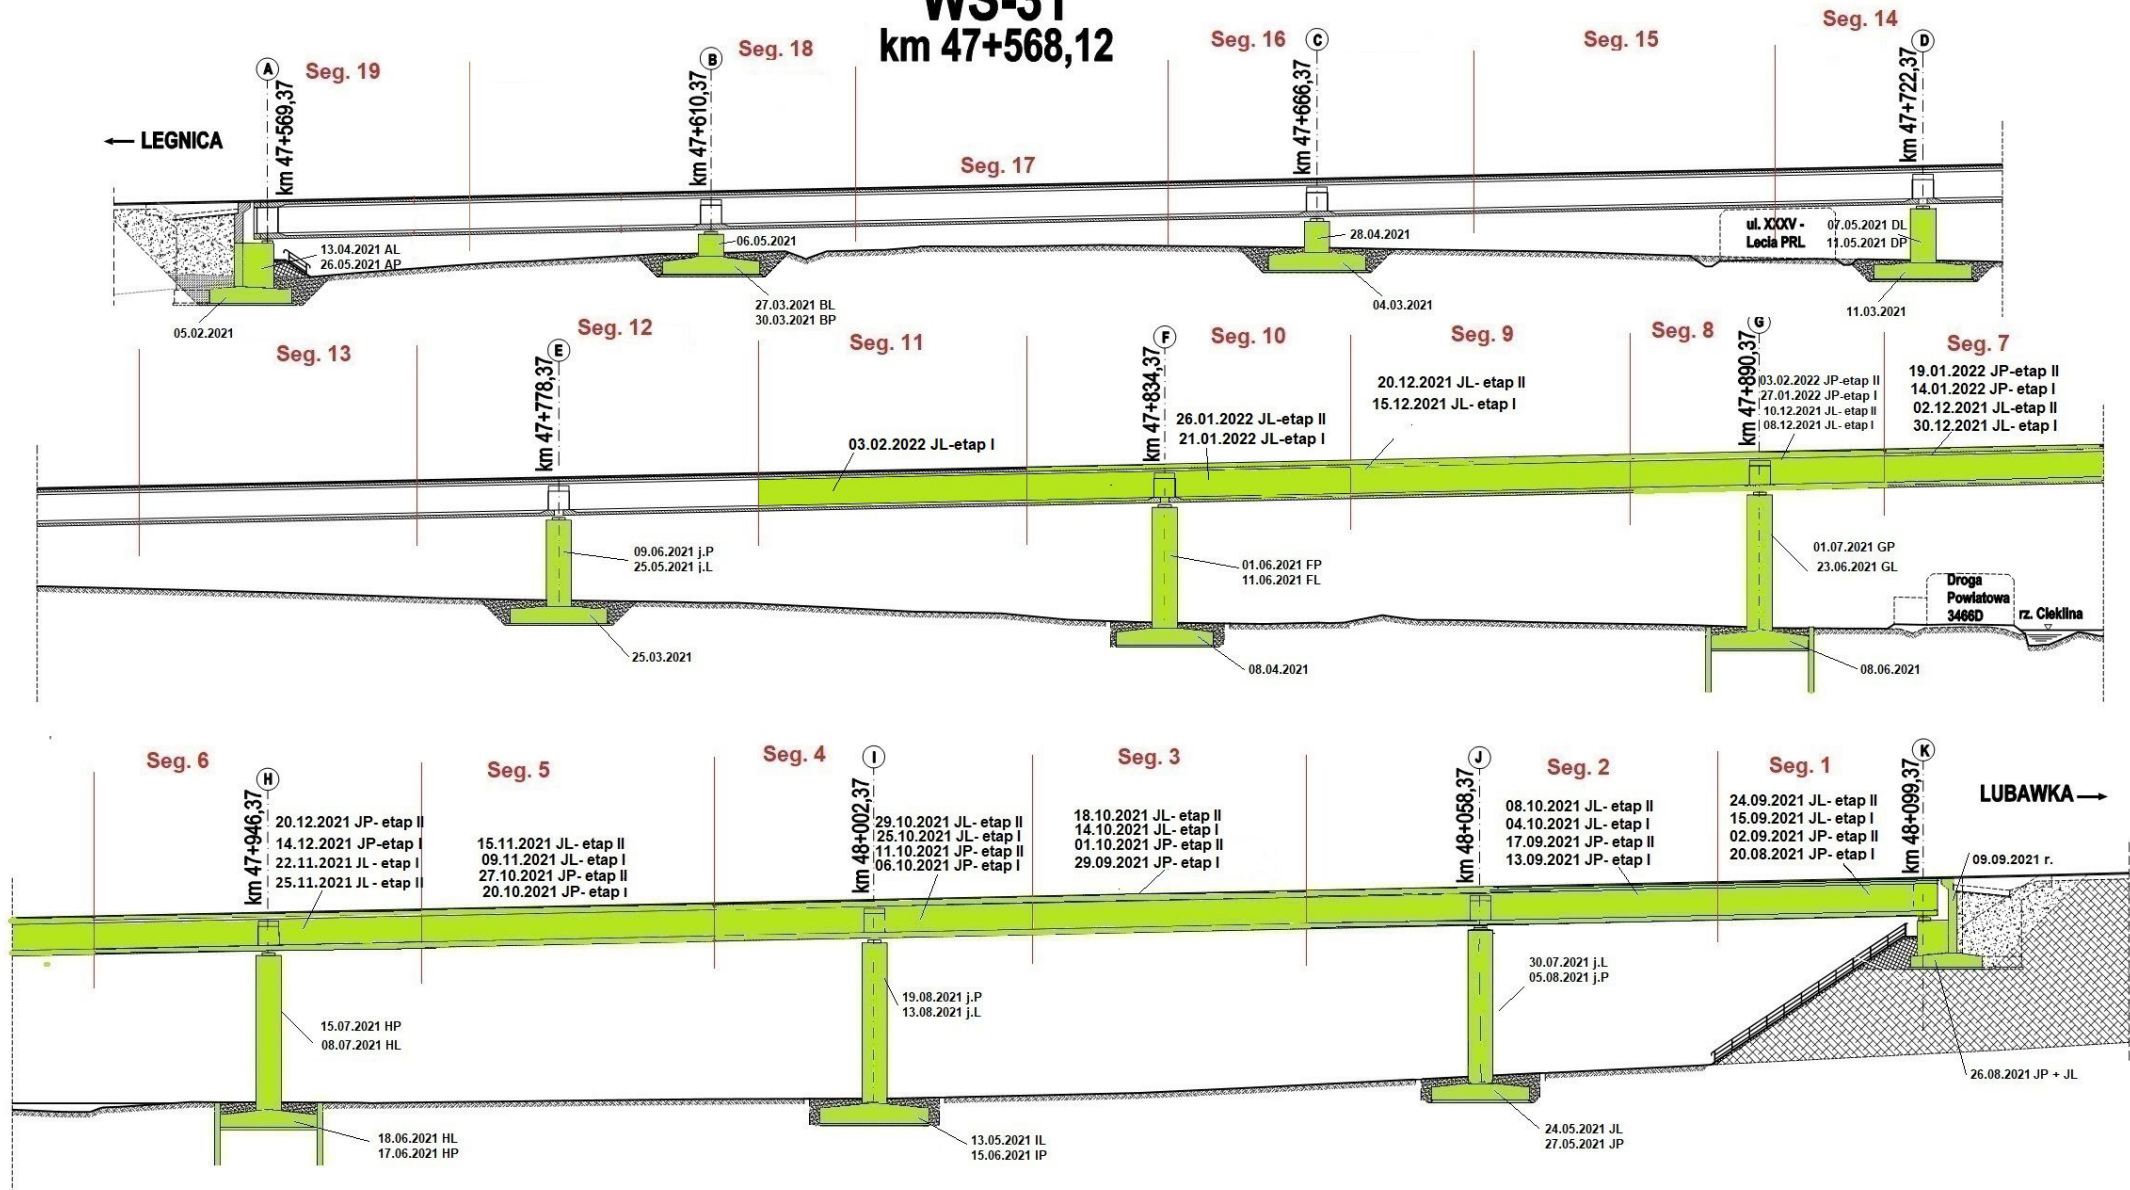 WS-31
km 47+568,12
Seg. 19
Seg. 18
Seg. 17
Seg. 16
Seg. 15
Seg. 14
A
km 47+569,37
B
km 47+610,37
C
km 47+666,37
D
km 47+722,37
← LEGNICA
13.04.2021 AL
26.05.2021 AP
05.02.2021
06.05.2021
27.03.2021 BL
30.03.2021 BP
28.04.2021
04.03.2021
ul. XXXV -
Lecia PRL
07.05.2021 DL
11.05.2021 DP
11.03.2021
Seg. 13
Seg. 12
Seg. 11
Seg. 10
Seg. 9
Seg. 8
Seg. 7
E
km 47+778,37
F
km 47+834,37
G
km 47+890,37
03.02.2022 JL-etap I
26.01.2022 JL-etap II
21.01.2022 JL-etap I
20.12.2021 JL- etap II
15.12.2021 JL- etap I
03.02.2022 JP-etap II
27.01.2022 JP-etap I
10.12.2021 JL- etap II
08.12.2021 JL- etap I
19.01.2022 JP-etap II
14.01.2022 JP- etap I
02.12.2021 JL-etap II
30.12.2021 JL- etap I
09.06.2021 j.P
25.05.2021 j.L
25.03.2021
01.06.2021 FP
11.06.2021 FL
08.04.2021
01.07.2021 GP
23.06.2021 GL
08.06.2021
Droga
Powiatowa
3466D
rz. Cieklina
Seg. 6
Seg. 5
Seg. 4
Seg. 3
Seg. 2
Seg. 1
H
km 47+946,37
I
km 48+002,37
J
km 48+058,37
K
km 48+099,37
LUBAWKA →
20.12.2021 JP- etap II
14.12.2021 JP-etap I
22.11.2021 JL - etap I
25.11.2021 JL - etap II
15.11.2021 JL- etap II
09.11.2021 JL- etap I
27.10.2021 JP- etap II
20.10.2021 JP- etap I
29.10.2021 JL- etap II
25.10.2021 JL- etap I
11.10.2021 JP- etap II
06.10.2021 JP- etap I
18.10.2021 JL- etap II
14.10.2021 JL- etap I
01.10.2021 JP- etap II
29.09.2021 JP- etap I
08.10.2021 JL- etap II
04.10.2021 JL- etap I
17.09.2021 JP- etap II
13.09.2021 JP- etap I
24.09.2021 JL- etap II
15.09.2021 JL- etap I
02.09.2021 JP- etap II
20.08.2021 JP- etap I
09.09.2021 r.
15.07.2021 HP
08.07.2021 HL
18.06.2021 HL
17.06.2021 HP
19.08.2021 j.P
13.08.2021 j.L
13.05.2021 IL
15.06.2021 IP
30.07.2021 j.L
05.08.2021 j.P
24.05.2021 JL
27.05.2021 JP
26.08.2021 JP + JL